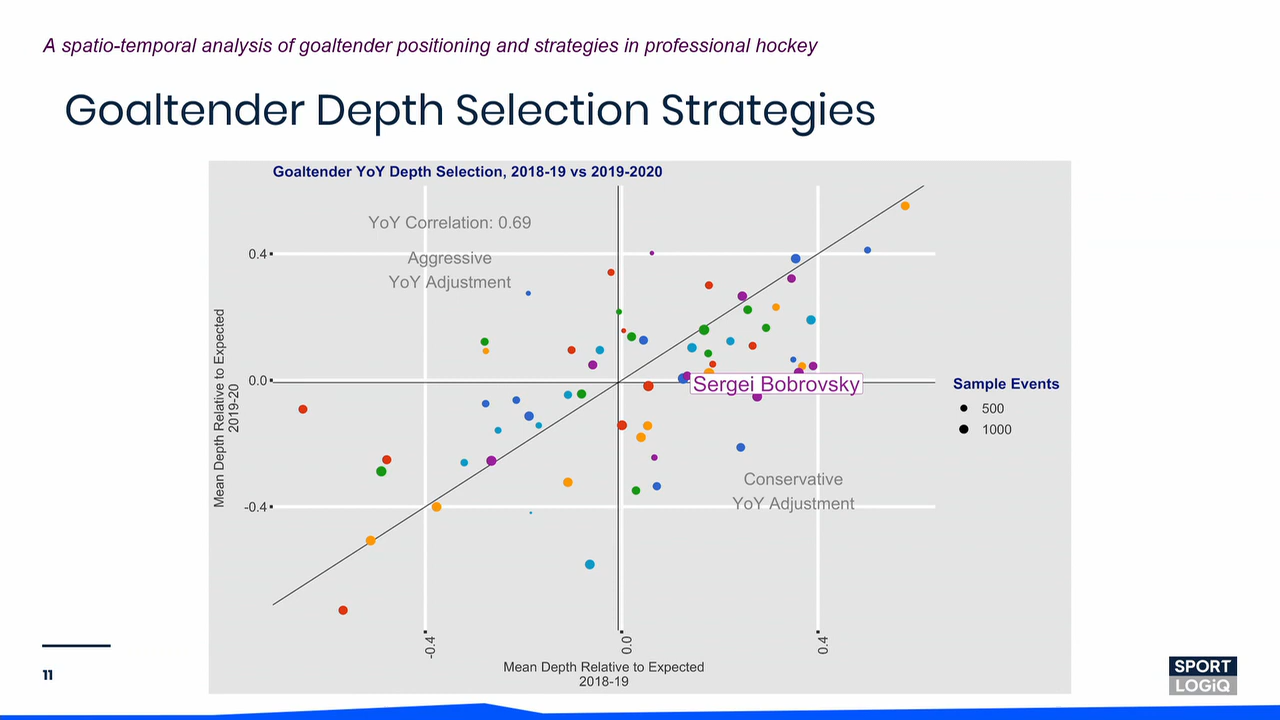 A spatio-temporal analysis of goaltender positioning and strategies in professional hockey
Goaltender Depth Selection Strategies
Goaltender YoY Depth Selection, 2018-19 vs 2019-2020
YoY Correlation: 0.69
Aggressive
YoY Adjustment
0.4
0.0
-0.4
Mean Depth Relative to Expected
2019-20
Sergei Bobrovsky
Conservative
YoY Adjustment
Sample Events
500
1000
-0.4
0.0
0.4
Mean Depth Relative to Expected
2018-19
11
SPORT
LOGiQ